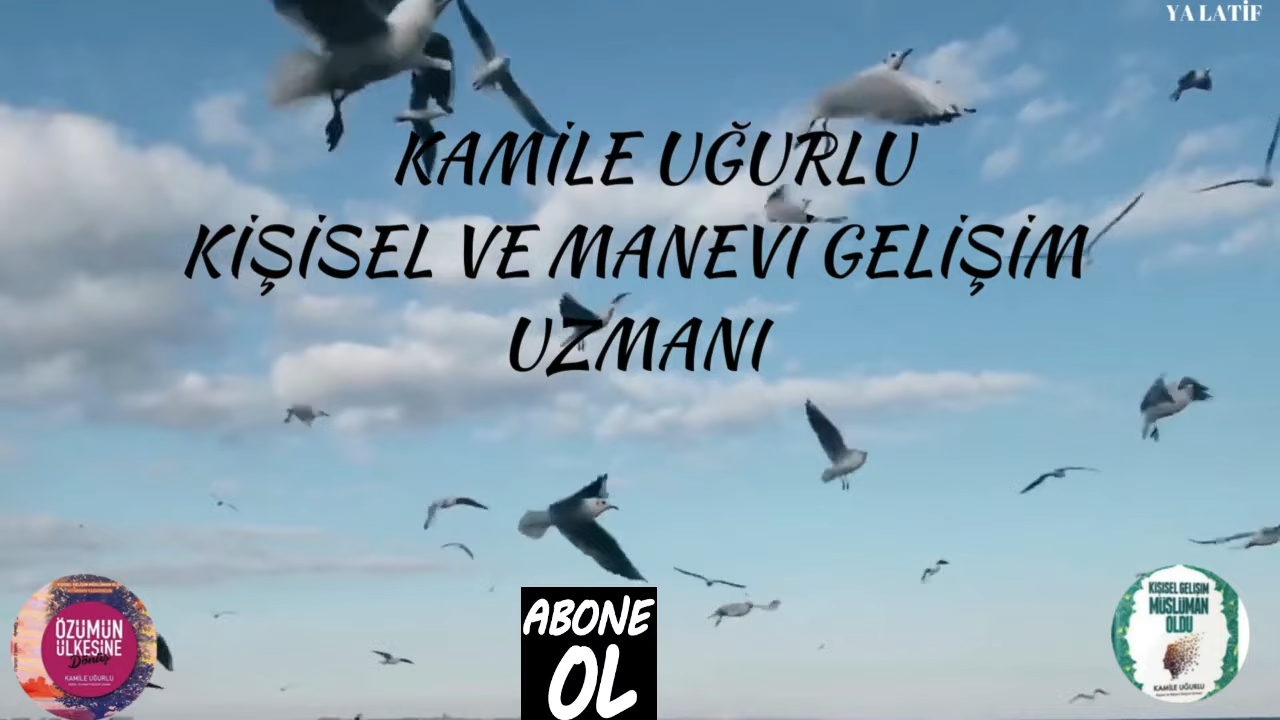 YA LATİF
KAMİLE UĞURLU
KİŞİSEL VE MANEVİ GELİŞİM
UZMANI
ABONE
OL
ÖZÜMÜN
ÜLKESİNE
Dönüş
KAMİLE UĞURLU
KİŞİSEL GELİŞİM
MÜSLÜMAN
OLDU
KAMİLE UĞURLU